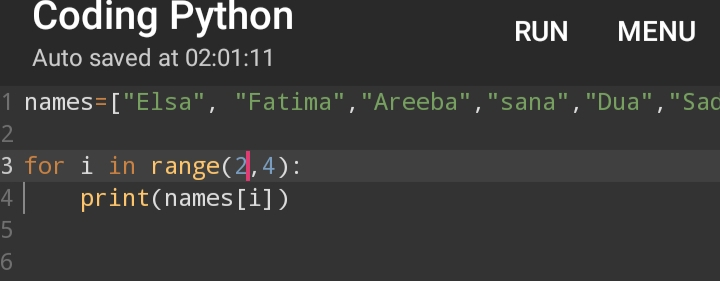 Coding Python
RUN MENU
Auto saved at 02:01:11
1 names=["Elsa", "Fatima","Areeba","sana","Dua","Sad
2
3 for i in range(2,4):
4     print(names[i])
5
6